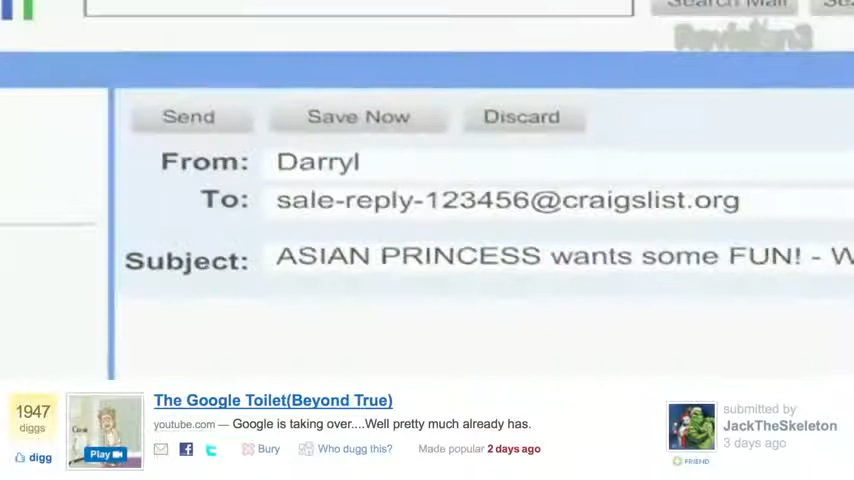 Search Mail
Send Save Now Discard
From: Darryl
To: sale-reply-123456@craigslist.org
Subject: ASIAN PRINCESS wants some FUN! - W
1947
diggs
digg
Play
The Google Toilet(Beyond True)
youtube.com — Google is taking over....Well pretty much already has.
Bury Who dugg this? Made popular 2 days ago
submitted by
JackTheSkeleton
3 days ago
FRIEND